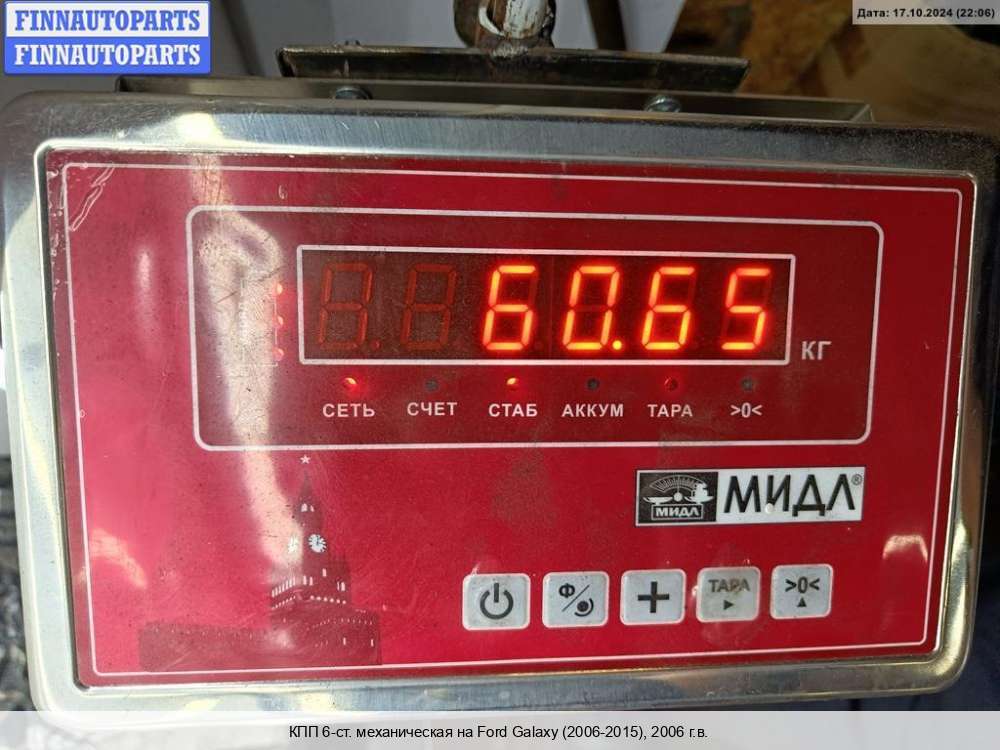 FINNAUTOPARTS
FINNAUTOPARTS
Дата: 17.10.2024 (22:06)
60.65
КГ
СЕТЬ СЧЕТ СТАБ АККУМ ТАРА >0<
МИДЛ МИДЛ®
Ф ТАРА >0<
КПП 6-ст. механическая на Ford Galaxy (2006-2015), 2006 г.в.